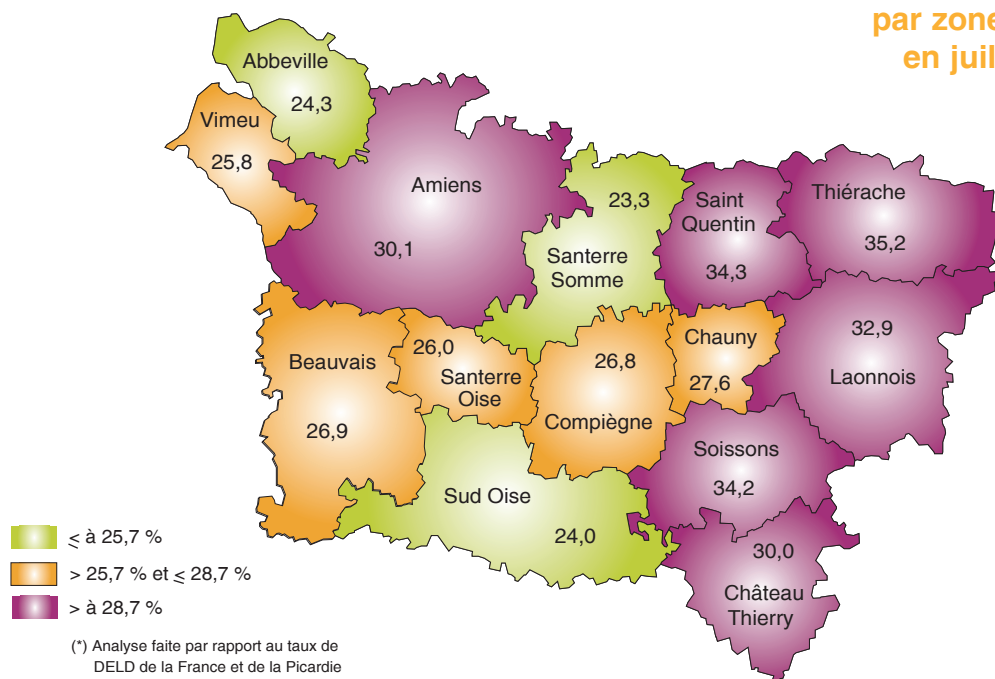 par zone
en juil
Abbeville
24,3
Vimeu
25,8
Amiens
30,1
23,3
Santerre
Somme
Saint
Quentin
34,3
Thiérache
35,2
Beauvais
26,9
26,0
Santerre
Oise
26,8
Compiègne
Chauny
27,6
32,9
Laonnois
Soissons
34,2
Sud Oise
24,0
30,0
Château
Thierry
≤ à 25,7 %
> 25,7 % et ≤ 28,7 %
> à 28,7 %
(*) Analyse faite par rapport au taux de
DELD de la France et de la Picardie